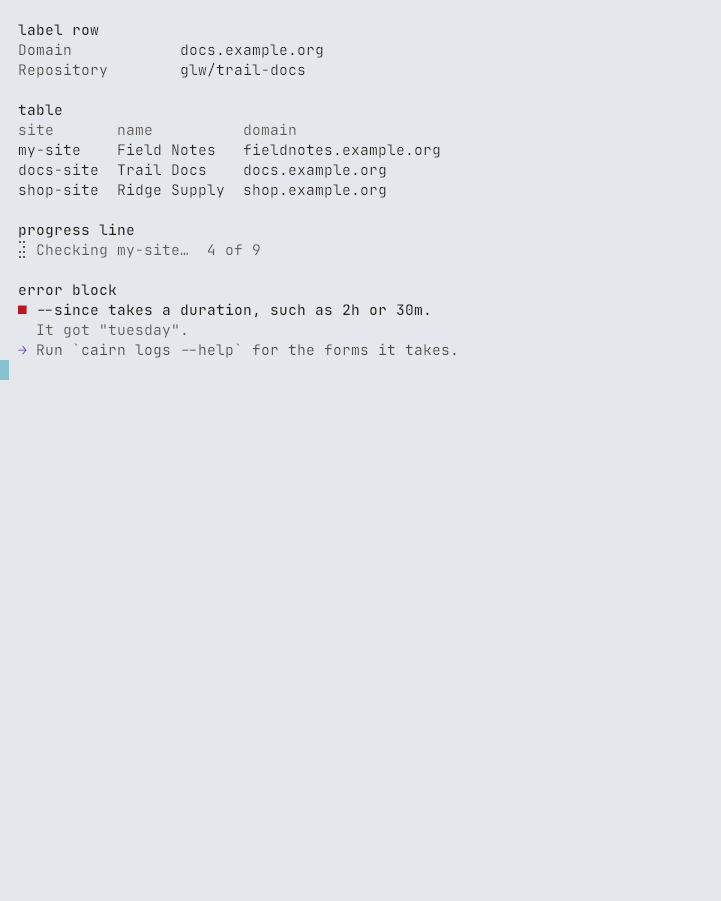 label row
Domain            docs.example.org
Repository        glw/trail-docs

table
site       name          domain
my-site    Field Notes   fieldnotes.example.org
docs-site  Trail Docs    docs.example.org
shop-site  Ridge Supply  shop.example.org

progress line
⣽ Checking my-site…  4 of 9

error block
■ --since takes a duration, such as 2h or 30m.
  It got "tuesday".
→ Run `cairn logs --help` for the forms it takes.